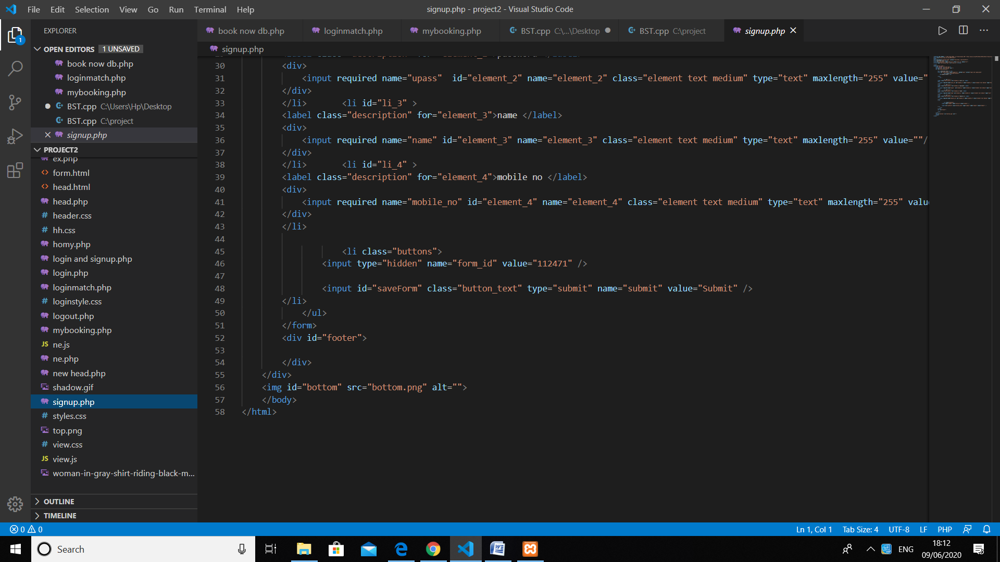 File Edit Selection View Go Run Terminal Help
signup.php - project2 - Visual Studio Code
EXPLORER
OPEN EDITORS 1 UNSAVED
book now db.php
loginmatch.php
mybooking.php
BST.cpp C:\Users\Hp\Desktop
BST.cpp C:\project
signup.php
PROJECT2
ex.php
form.html
head.html
head.php
header.css
hh.css
homy.php
login and signup.php
login.php
loginmatch.php
loginstyle.css
logout.php
mybooking.php
JS ne.js
ne.php
new head.php
shadow.gif
signup.php
styles.css
top.png
view.css
JS view.js
woman-in-gray-shirt-riding-black-m...
OUTLINE
TIMELINE
book now db.php loginmatch.php mybooking.php BST.cpp C:\...\Desktop BST.cpp C:\project signup.php
signup.php
30 <div>
31 <input required name="upass"  id="element_2" name="element_2" class="element text medium" type="text" maxlength="255" value="
32 </div>
33 </li> <li id="li_3" >
34 <label class="description" for="element_3">name </label>
35 <div>
36 <input required name="name" id="element_3" name="element_3" class="element text medium" type="text" maxlength="255" value=""/
37 </div>
38 </li> <li id="li_4" >
39 <label class="description" for="element_4">mobile no </label>
40 <div>
41 <input required name="mobile_no" id="element_4" name="element_4" class="element text medium" type="text" maxlength="255" valu
42 </div>
43 </li>
44
45 <li class="buttons">
46 <input type="hidden" name="form_id" value="112471" />
47
48 <input id="saveForm" class="button_text" type="submit" name="submit" value="Submit" />
49 </li>
50 </ul>
51 </form>
52 <div id="footer">
53
54 </div>
55 </div>
56 <img id="bottom" src="bottom.png" alt="">
57 </body>
58 </html>
0 0
Ln 1, Col 1 Tab Size: 4 UTF-8 LF PHP
Search
ENG
18:12
09/06/2020